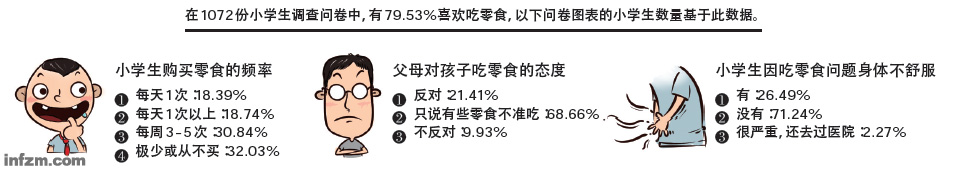 在1072份小学生调查问卷中，有79.53%喜欢吃零食，以下问卷图表的小学生数量基于此数据。
小学生购买零食的频率
❶ 每天1次：18.39%
❷ 每天1次以上：18.74%
❸ 每周3-5次：30.84%
❹ 极少或从不买：32.03%
父母对孩子吃零食的态度
❶ 反对：21.41%
❷ 只说有些零食不准吃：68.66%
❸ 不反对：9.93%
小学生因吃零食问题身体不舒服
❶ 有：26.49%
❷ 没有：71.24%
❸ 很严重，还去过医院：2.27%
infzm.com